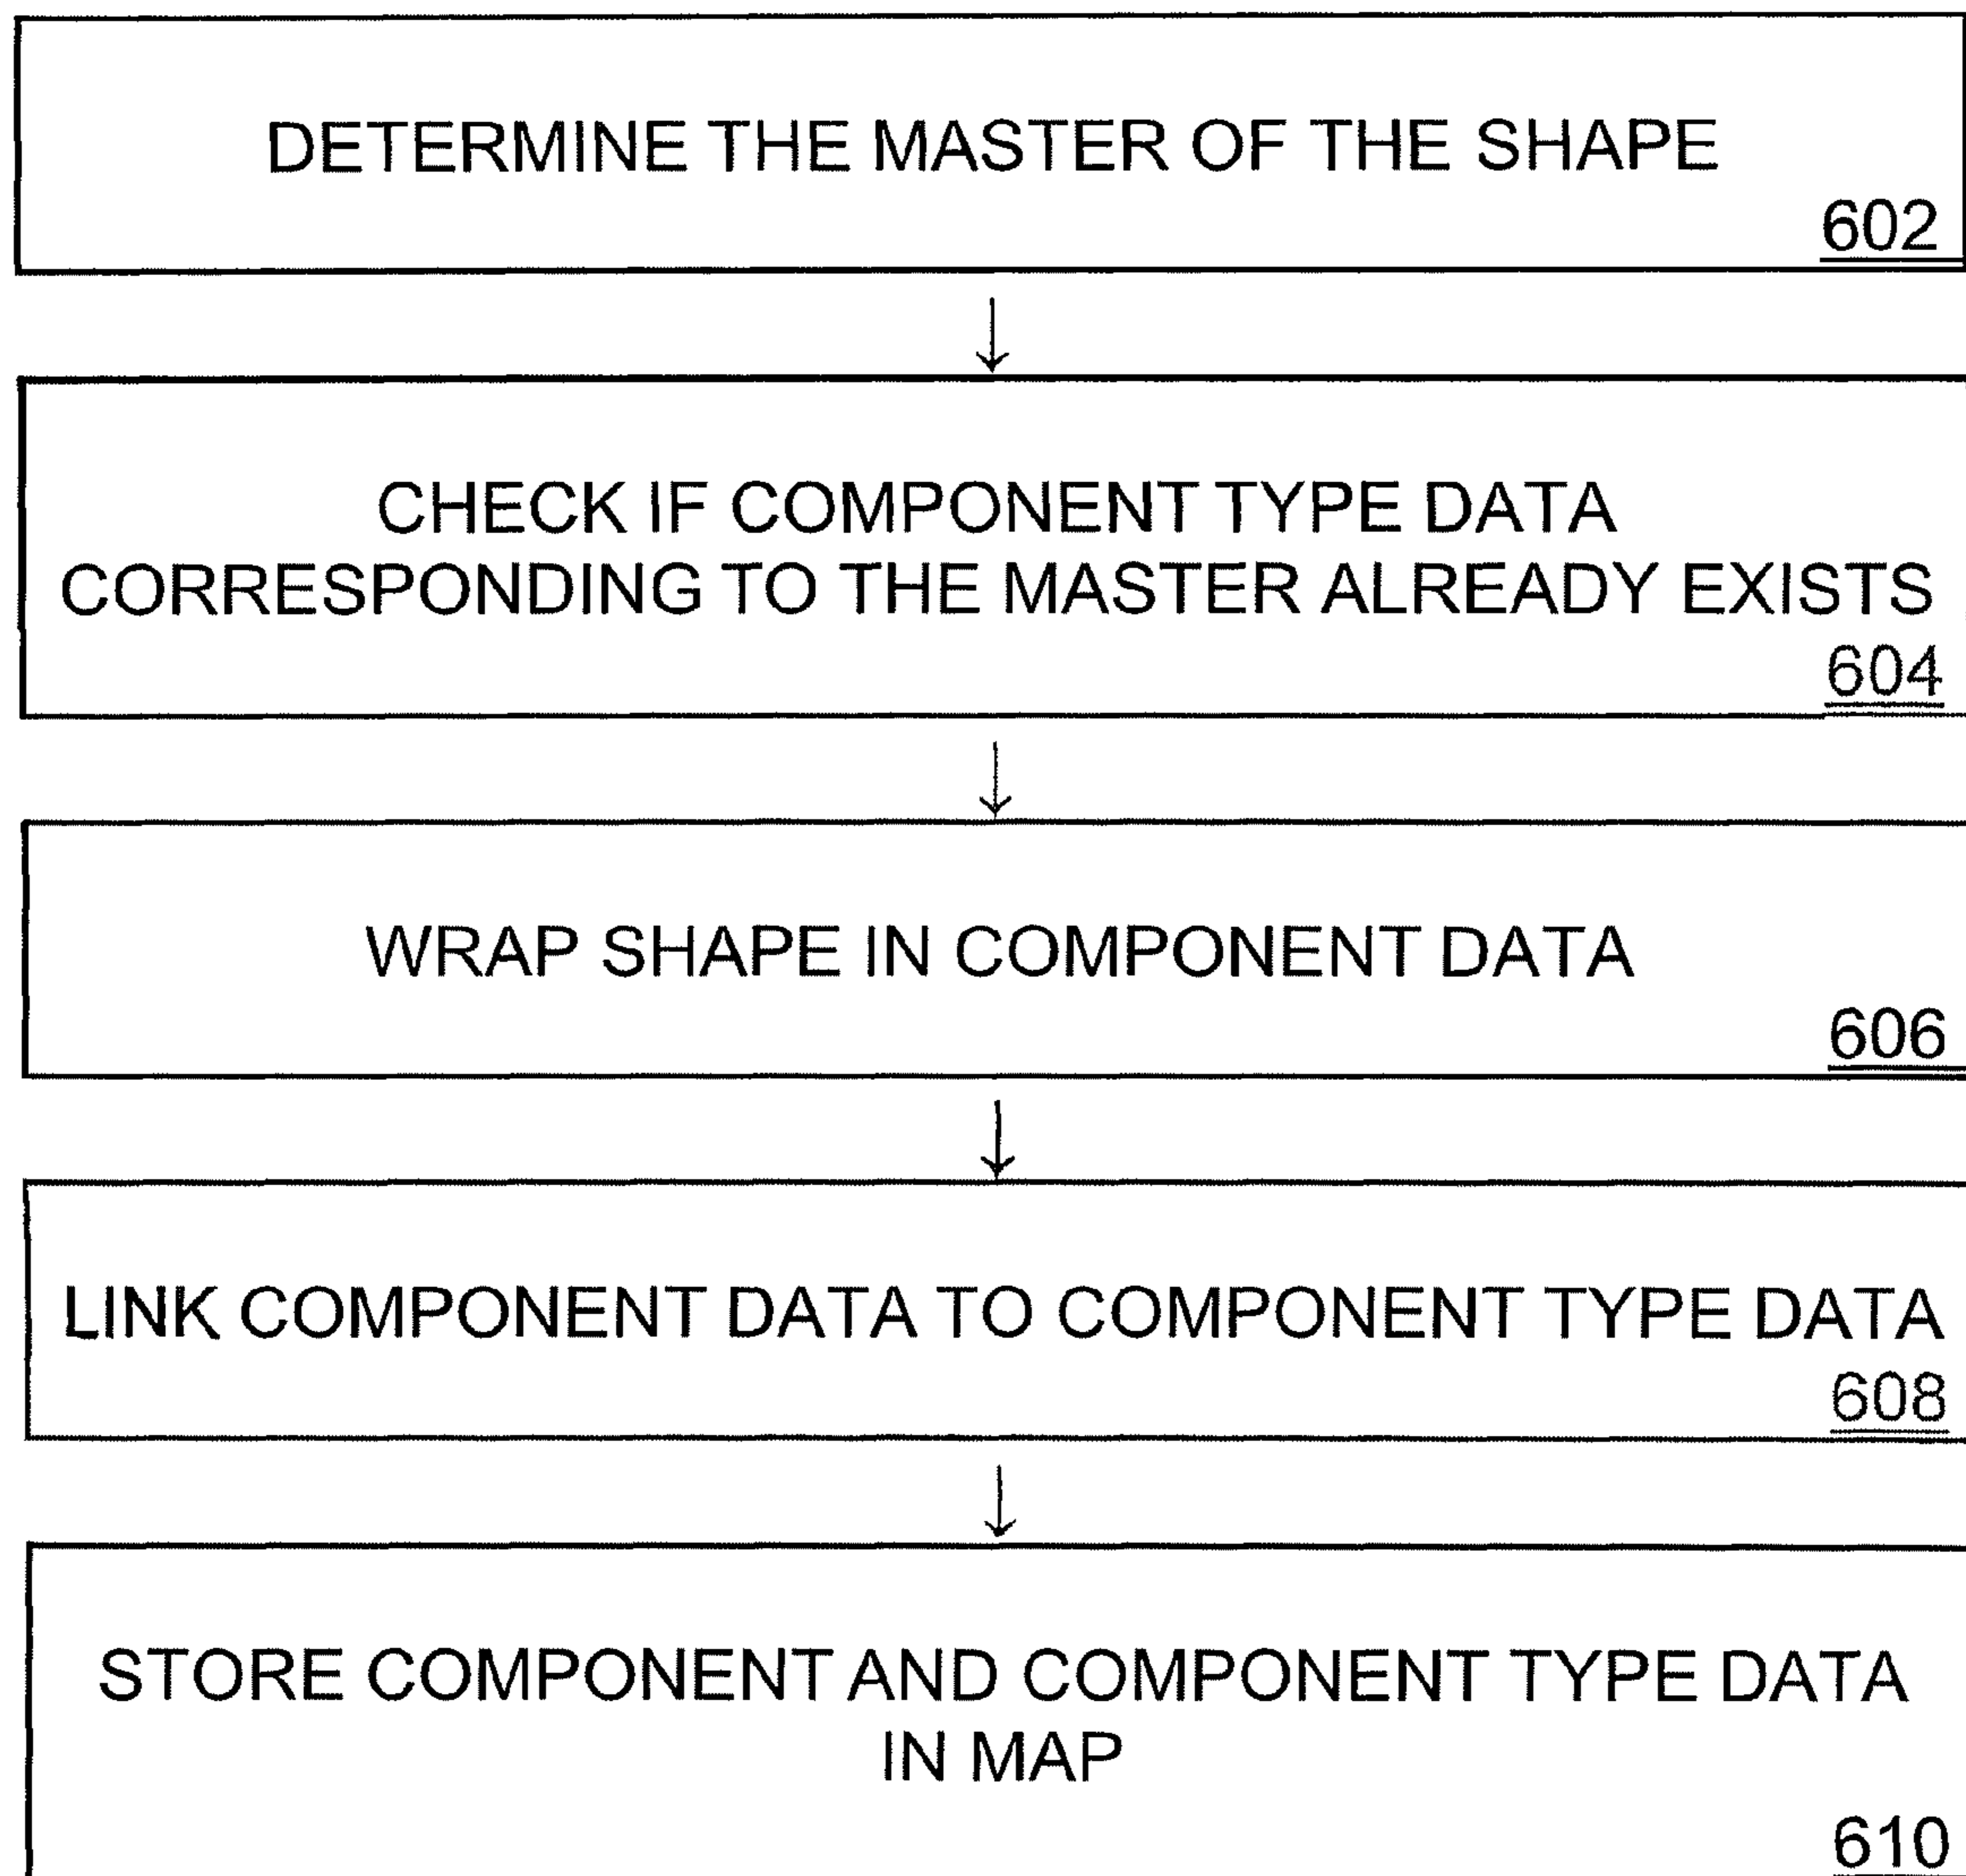 DETERMINE THE MASTER OF THE SHAPE
602
CHECK IF COMPONENT TYPE DATA
CORRESPONDING TO THE MASTER ALREADY EXISTS
604
WRAP SHAPE IN COMPONENT DATA
606
LINK COMPONENT DATA TO COMPONENT TYPE DATA
608
STORE COMPONENT AND COMPONENT TYPE DATA
IN MAP
610